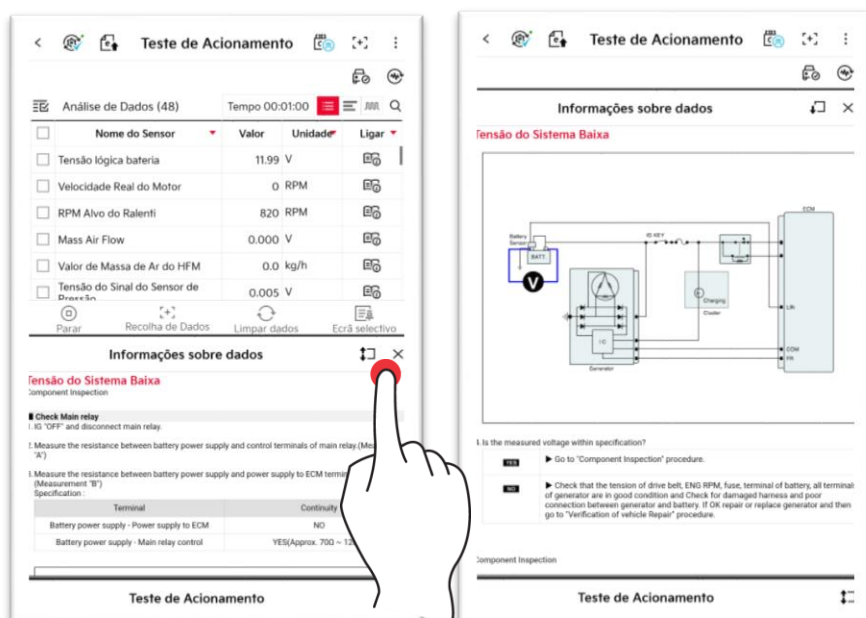 Teste de Acionamento
Análise de Dados (48) Tempo 00:01:00
Nome do Sensor Valor Unidade Ligar
Tensão lógica bateria 11.99 V
Velocidade Real do Motor 0 RPM
RPM Alvo do Ralenti 820 RPM
Mass Air Flow 0.000 V
Valor de Massa de Ar do HFM 0.0 kg/h
Tensão do Sinal do Sensor de
Pressão 0.005 V
Parar Recolha de Dados Limpar dados Ecrã selectivo
Informações sobre dados
Tensão do Sistema Baixa
Component Inspection
Check Main relay
1. IG "OFF" and disconnect main relay.
2. Measure the resistance between battery power supply and control terminals of main relay.
"A")
3. Measure the resistance between battery power supply and power supply to ECM
(Measurement "B")
Specification :
Terminal Continuity
Battery power supply - Power supply to ECM NO
Battery power supply - Main relay control YES(Approx. 70Ω ~
Teste de Acionamento
Teste de Acionamento
Informações sobre dados
Tensão do Sistema Baixa
ECM
Battery
Sensor
IG KEY
BATT.
V
Charging
Cluster
LIN
I C
COM
FR
Generator
Is the measured voltage within specification?
YES ▶ Go to "Component Inspection" procedure.
NO ▶ Check that the tension of drive belt, ENG RPM, fuse, terminal of battery, all terminals
of generator are in good condition and Check for damaged harness and poor
connection between generator and battery. If OK repair or replace generator and then
go to "Verification of vehicle Repair" procedure.
Component Inspection
Teste de Acionamento